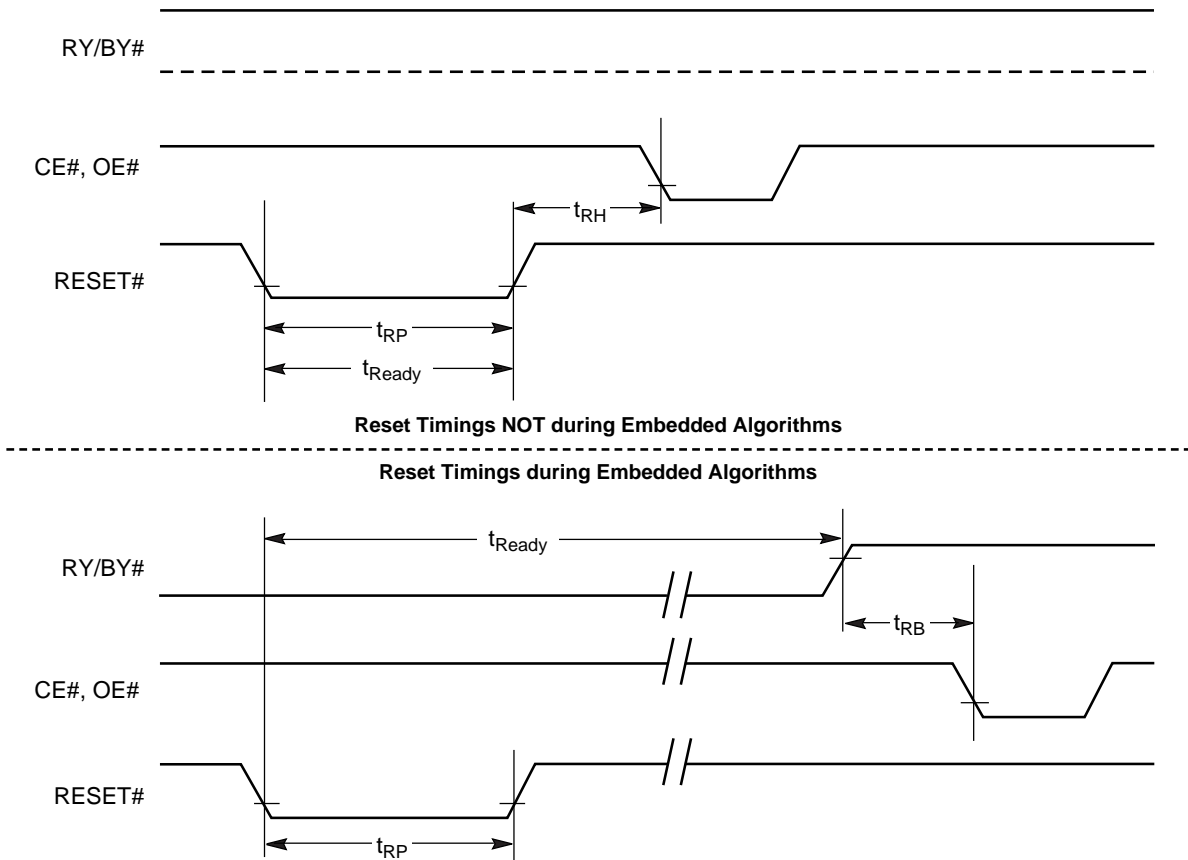 RY/BY#
CE#, OE#
tRH
RESET#
tRP
tReady
Reset Timings NOT during Embedded Algorithms
Reset Timings during Embedded Algorithms
tReady
RY/BY#
tRB
CE#, OE#
RESET#
tRP